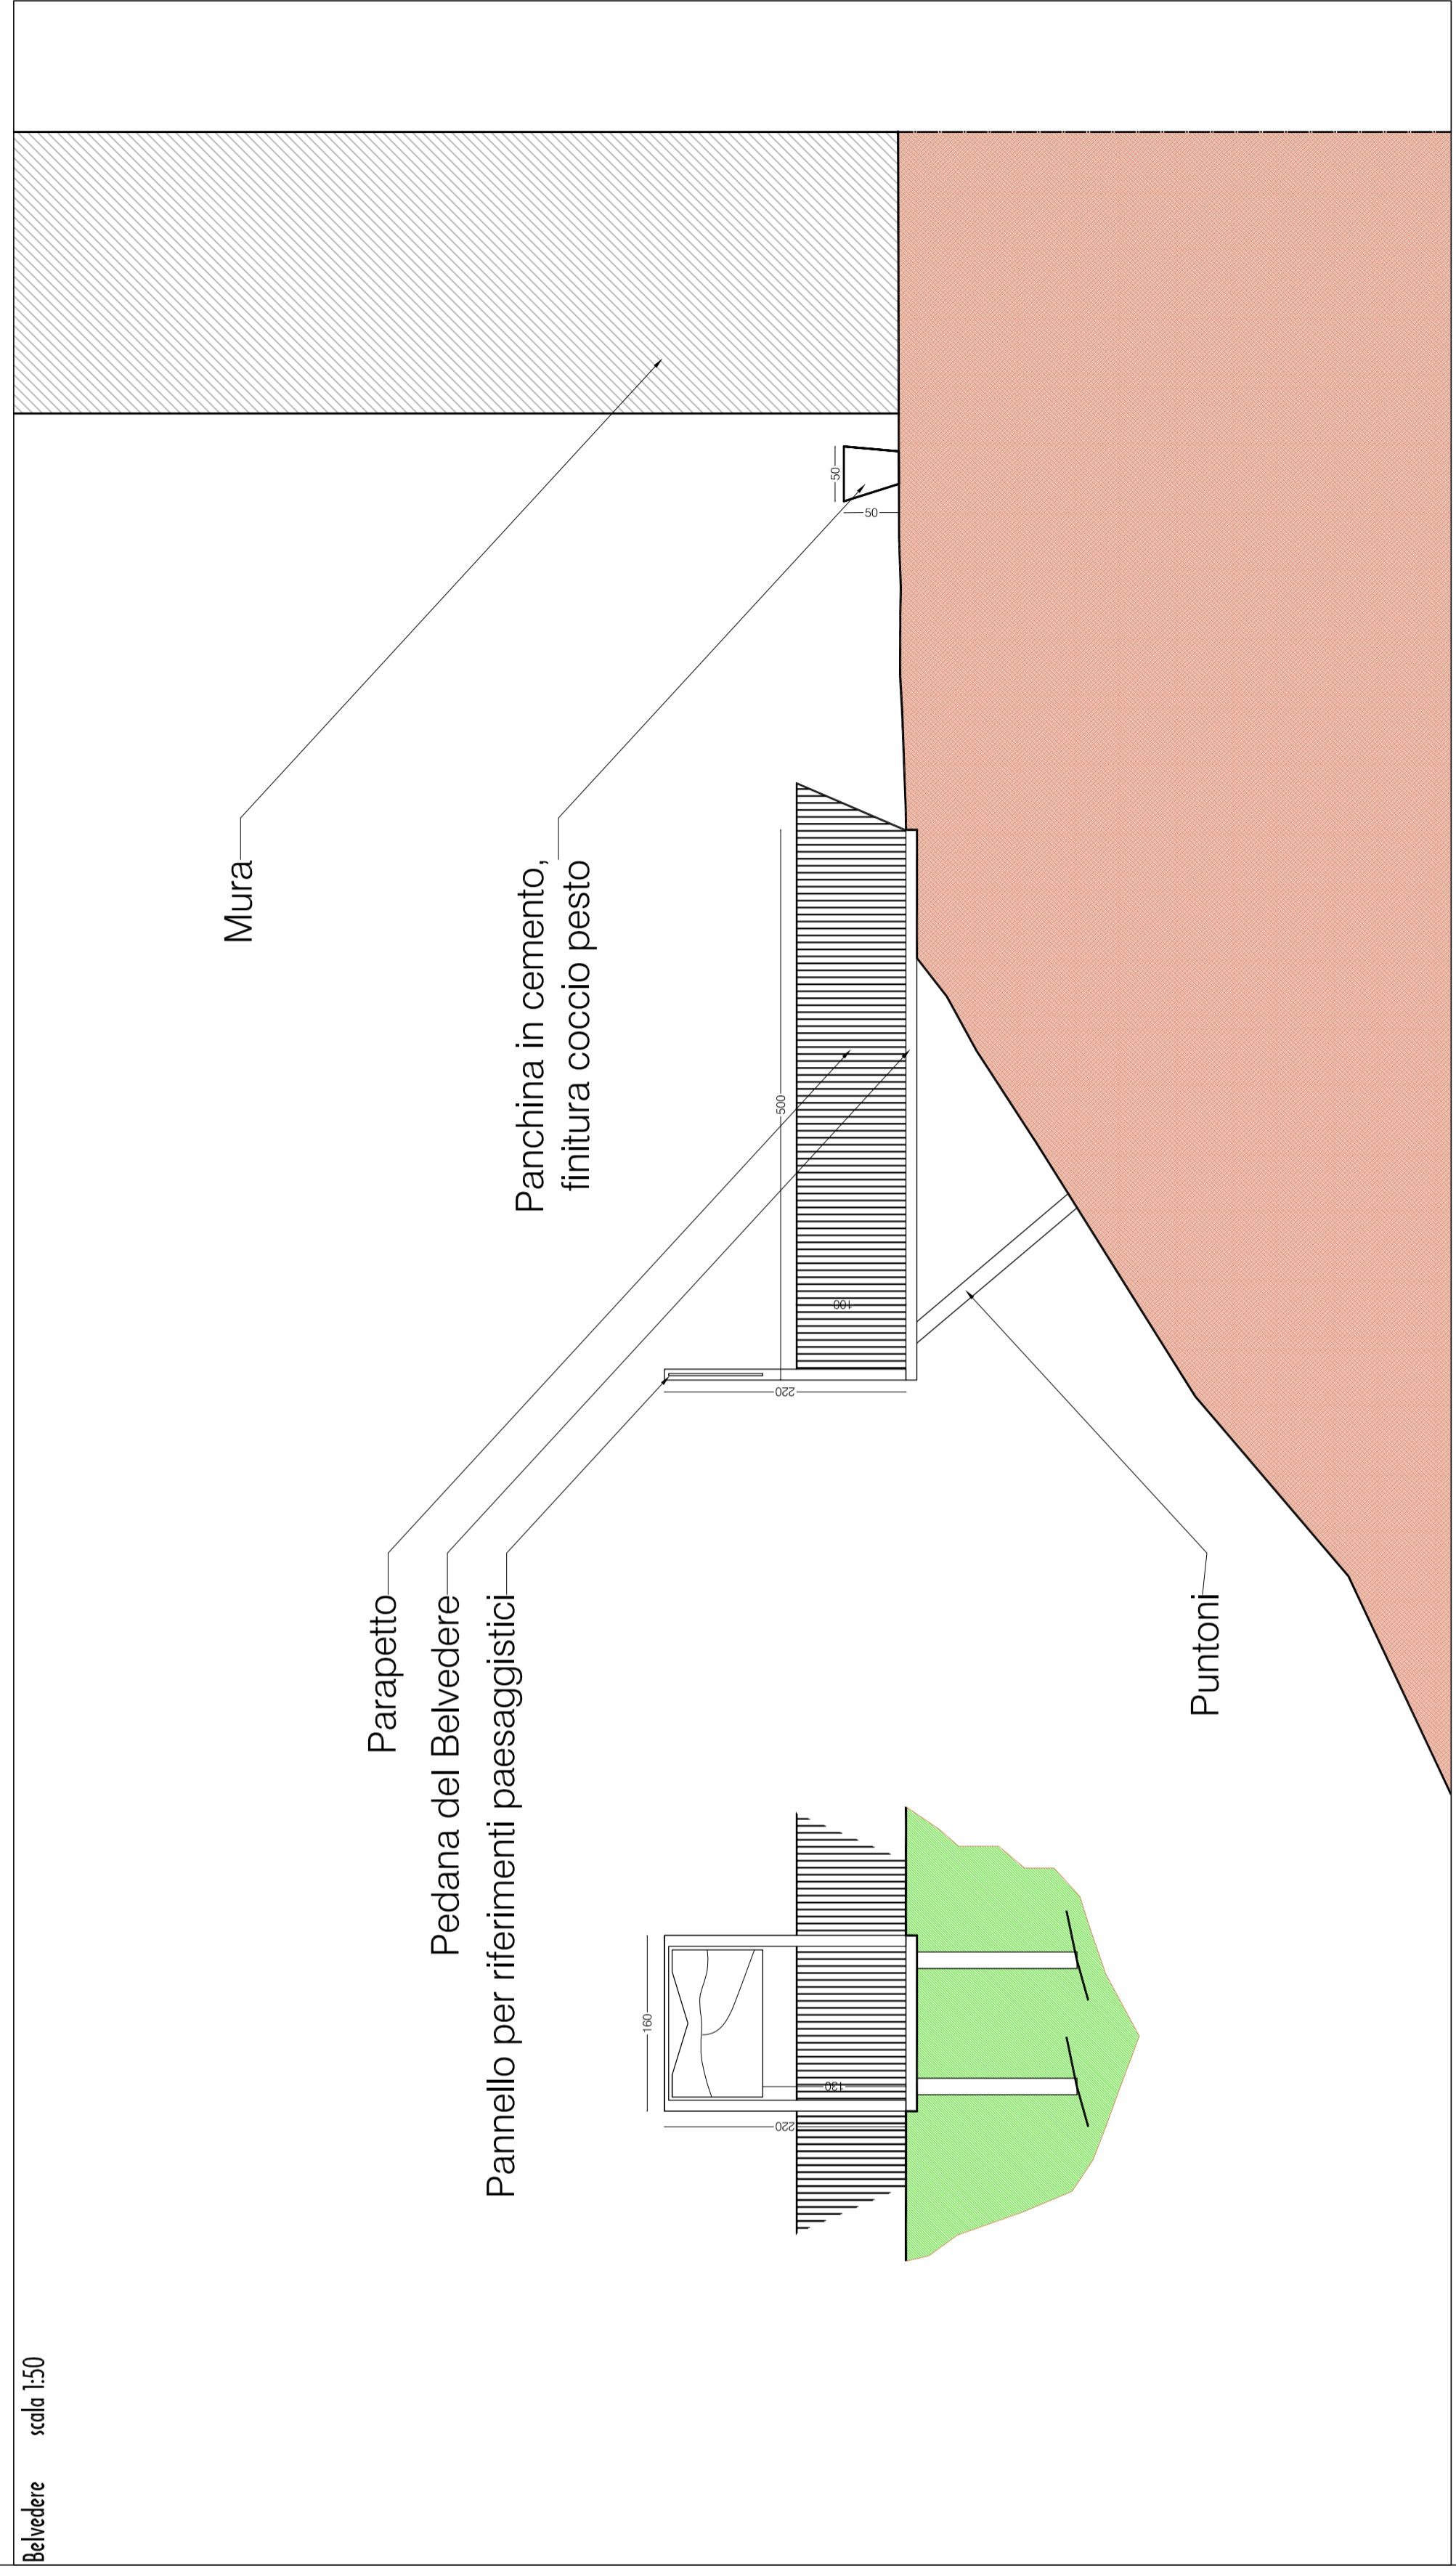 Belvedere scala 1:50
Mura
Panchina in cemento,
finitura coccio pesto
Parapetto
Pedana del Belvedere
Pannello per riferimenti paesaggistici
Puntoni
50
50
500
100
220
160
130
220